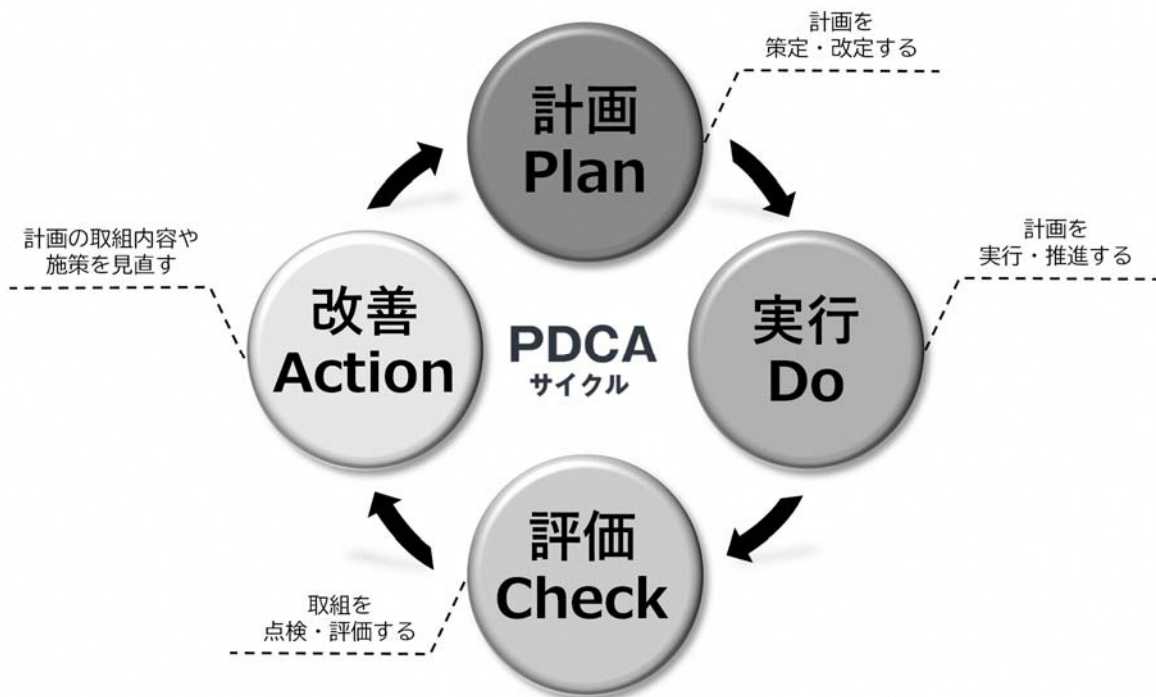 計画を
策定・改定する
計画
Plan
計画を
実行・推進する
実行
Do
計画の取組内容や
施策を見直す
改善
Action
PDCA
サイクル
評価
Check
取組を
点検・評価する